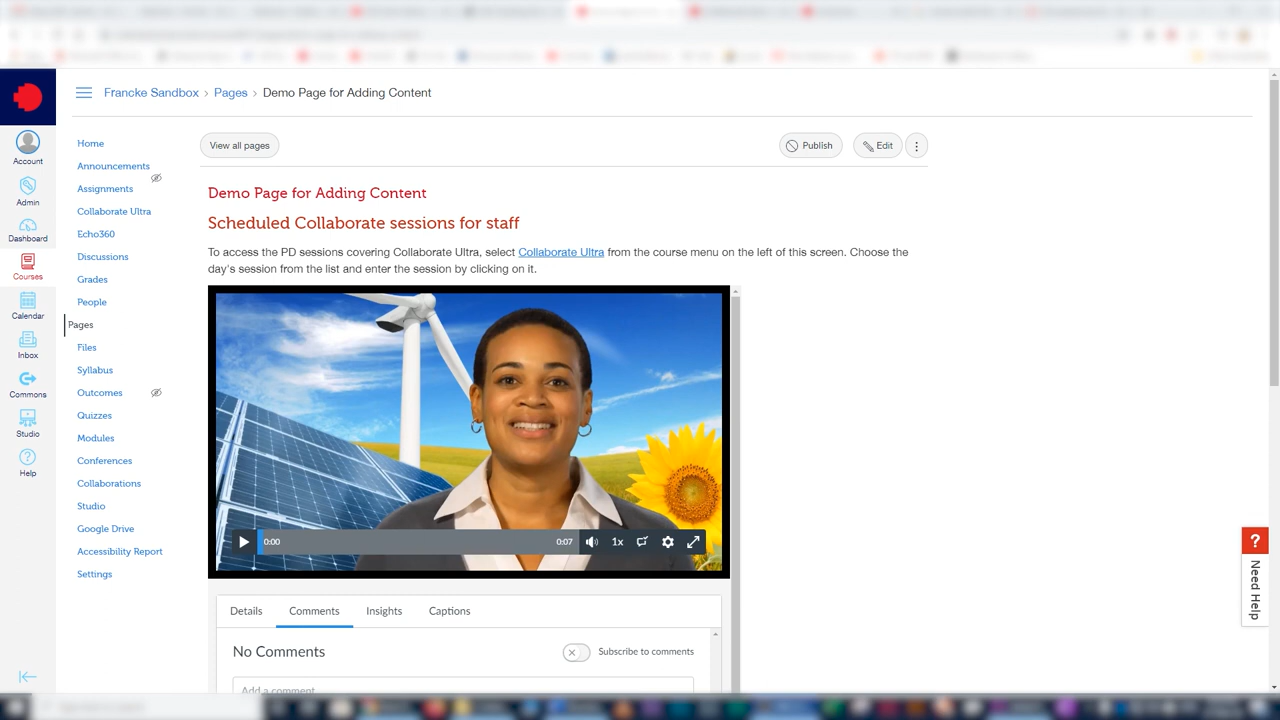 Francke Sandbox › Pages › Demo Page for Adding Content
Account
Admin
Dashboard
Courses
Calendar
Inbox
Commons
Studio
Help
Home
Announcements
Assignments
Collaborate Ultra
Echo360
Discussions
Grades
People
Pages
Files
Syllabus
Outcomes
Quizzes
Modules
Conferences
Collaborations
Studio
Google Drive
Accessibility Report
Settings
View all pages
Publish
Edit
Demo Page for Adding Content
Scheduled Collaborate sessions for staff
To access the PD sessions covering Collaborate Ultra, select Collaborate Ultra from the course menu on the left of this screen. Choose the
day's session from the list and enter the session by clicking on it.
0:00
0:07
1x
Details Comments Insights Captions
No Comments
Subscribe to comments
Add a comment
? Need Help